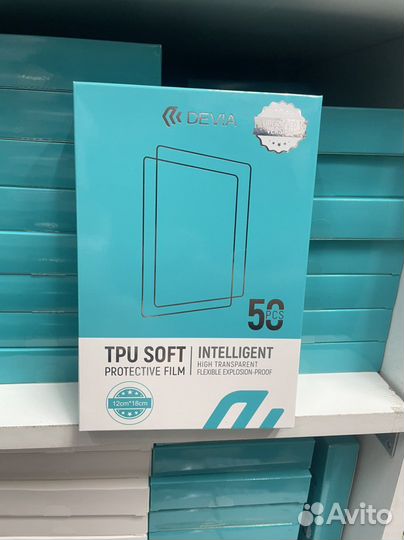 DEVIA
50
PCS
TPU SOFT
PROTECTIVE FILM
INTELLIGENT
HIGH TRANSPARENT
FLEXIBLE EXPLOSION-PROOF
12cm*18cm
Avito